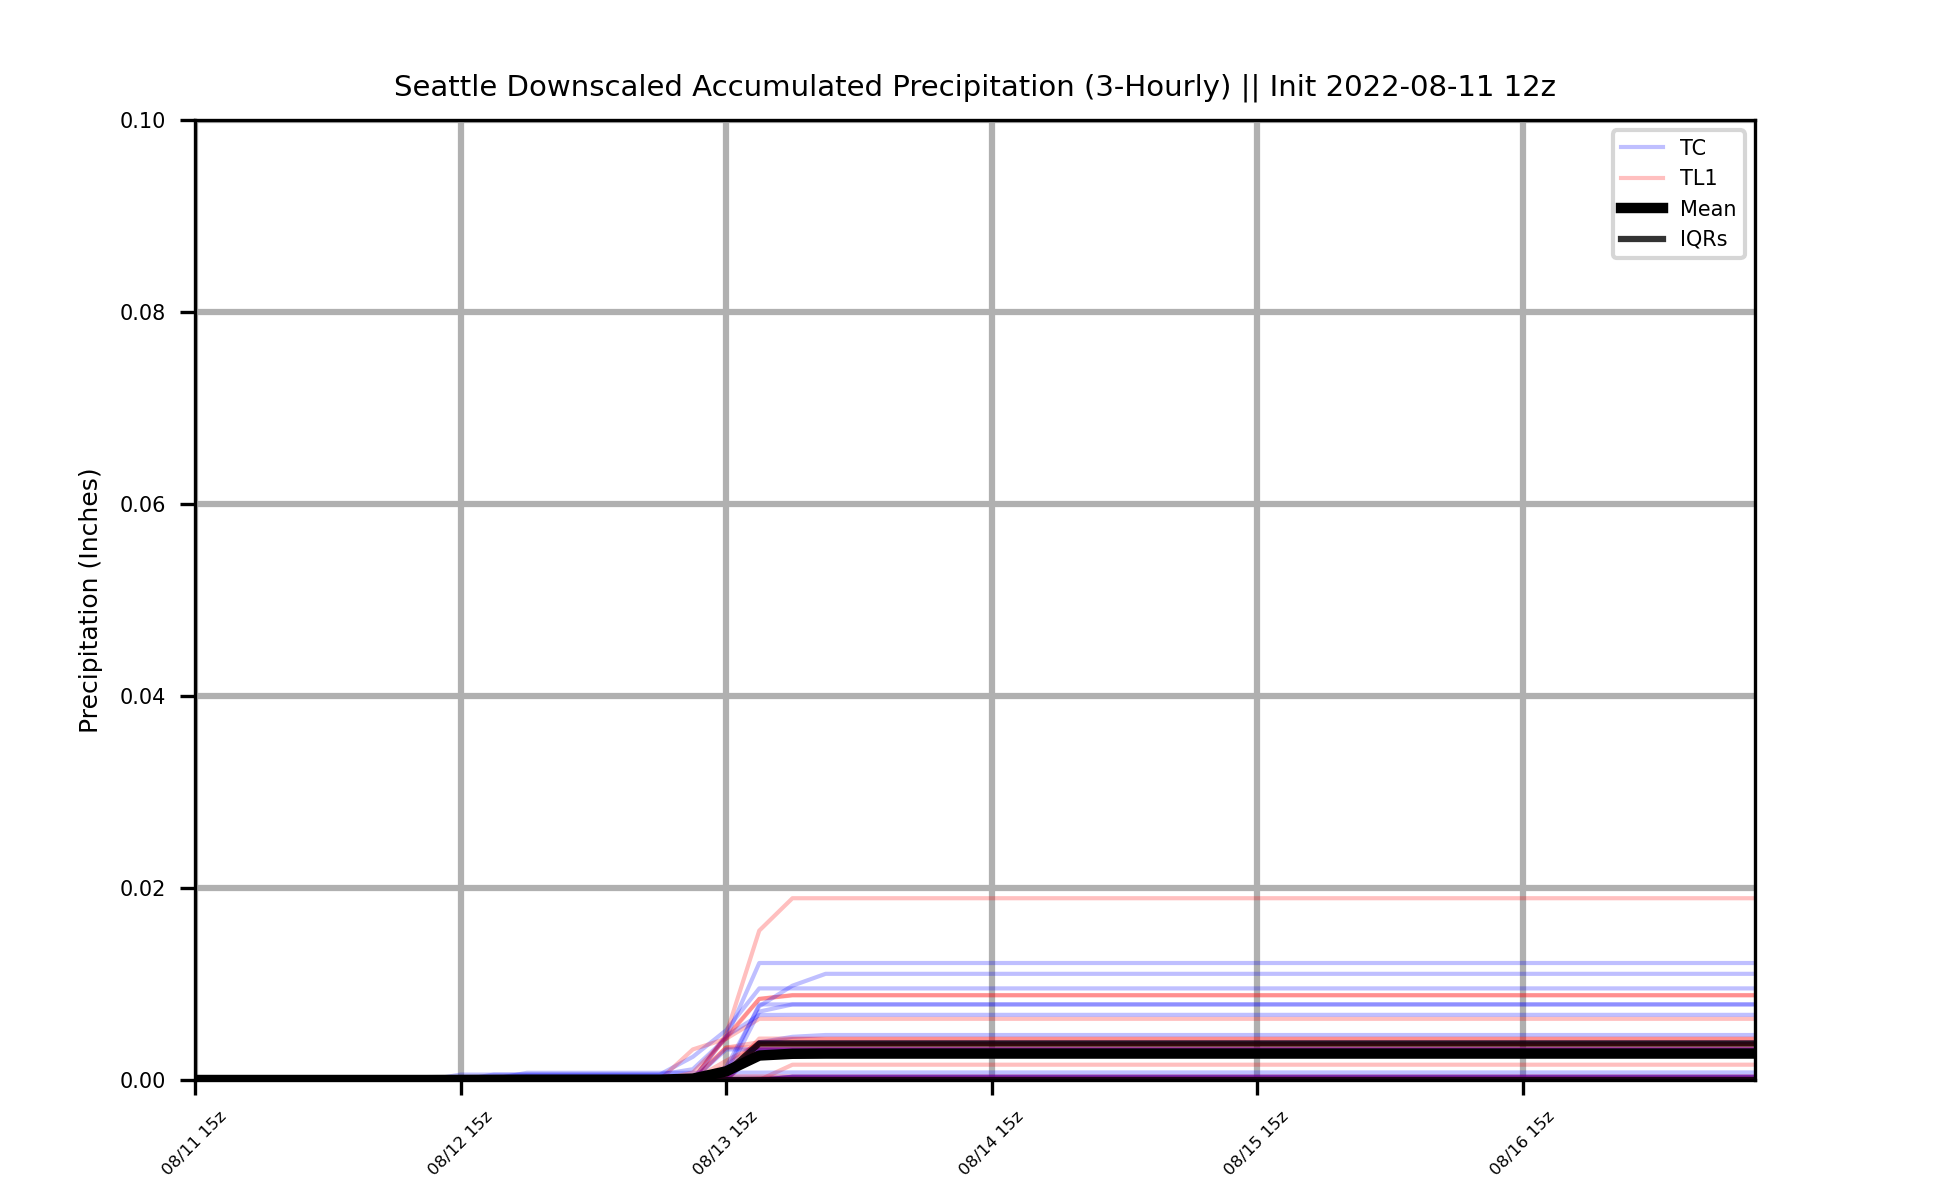 Seattle Downscaled Accumulated Precipitation (3-Hourly) || Init 2022-08-11 12z
TC
TL1
Mean
IQRs
Precipitation (Inches)
0.10
0.08
0.06
0.04
0.02
0.00
08/11 15z
08/12 15z
08/13 15z
08/14 15z
08/15 15z
08/16 15z